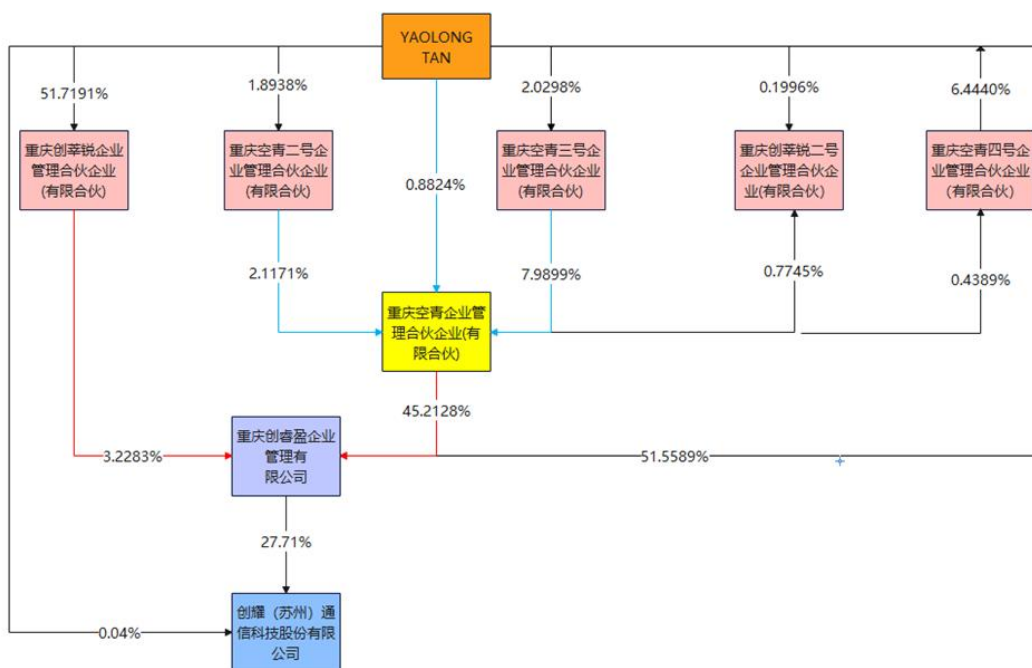 YAOLONG
TAN
51.7191%
1.8938%
2.0298%
0.1996%
6.4440%
重庆创莘锐企业
管理合伙企业
(有限合伙)
重庆空青二号企
业管理合伙企业
(有限合伙)
重庆空青三号企
业管理合伙企业
(有限合伙)
重庆创莘锐二号
企业管理合伙企
业(有限合伙)
重庆空青四号企
业管理合伙企业
(有限合伙)
0.8824%
2.1171%
7.9899%
0.7745%
0.4389%
重庆空青企业管
理合伙企业(有
限合伙)
45.2128%
重庆创睿盈企业
管理有
限公司
3.2283%
51.5589%
27.71%
创耀（苏州）通
信科技股份有限
公司
0.04%